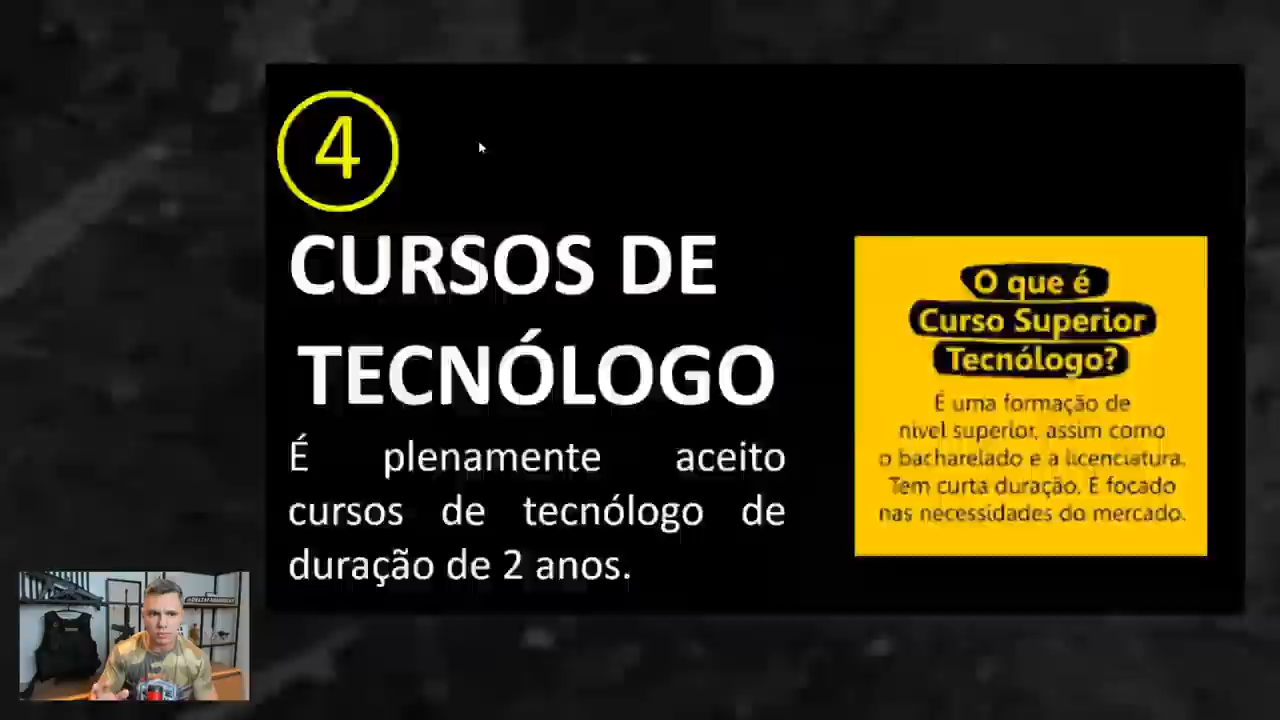 4
CURSOS DE
TECNÓLOGO
É plenamente aceito
cursos de tecnólogo de
duração de 2 anos.
O que é
Curso Superior
Tecnólogo?
É uma formação de
nível superior, assim como
o bacharelado e a licenciatura.
Tem curta duração. É focado
nas necessidades do mercado.